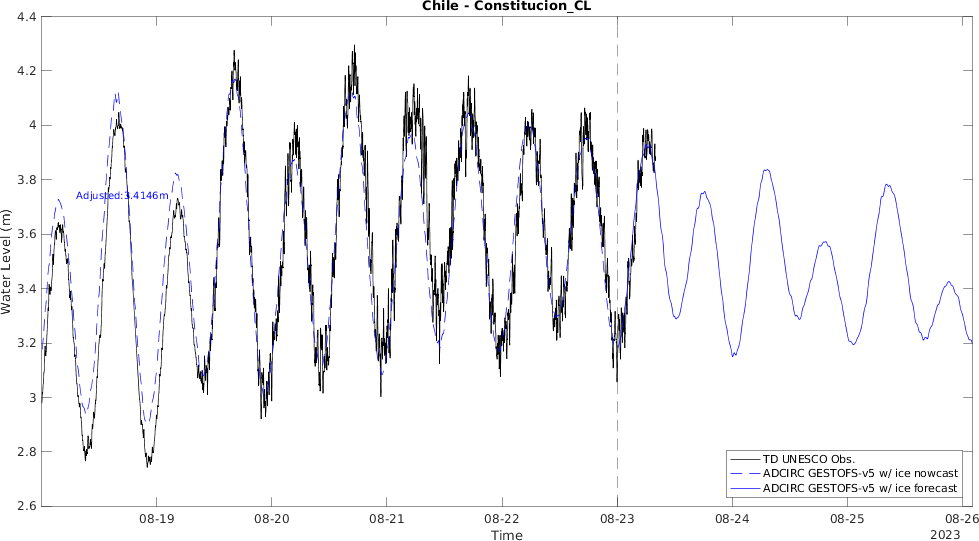 Chile - Constitucion_CL
4.4
4.2
4
3.8
3.6
3.4
3.2
3
2.8
2.6
Water Level (m)
Adjusted:3.4146m
TD UNESCO Obs.
ADCIRC GESTOFS-v5 w/ ice nowcast
ADCIRC GESTOFS-v5 w/ ice forecast
08-19 08-20 08-21 08-22 08-23 08-24 08-25 08-26
Time
2023